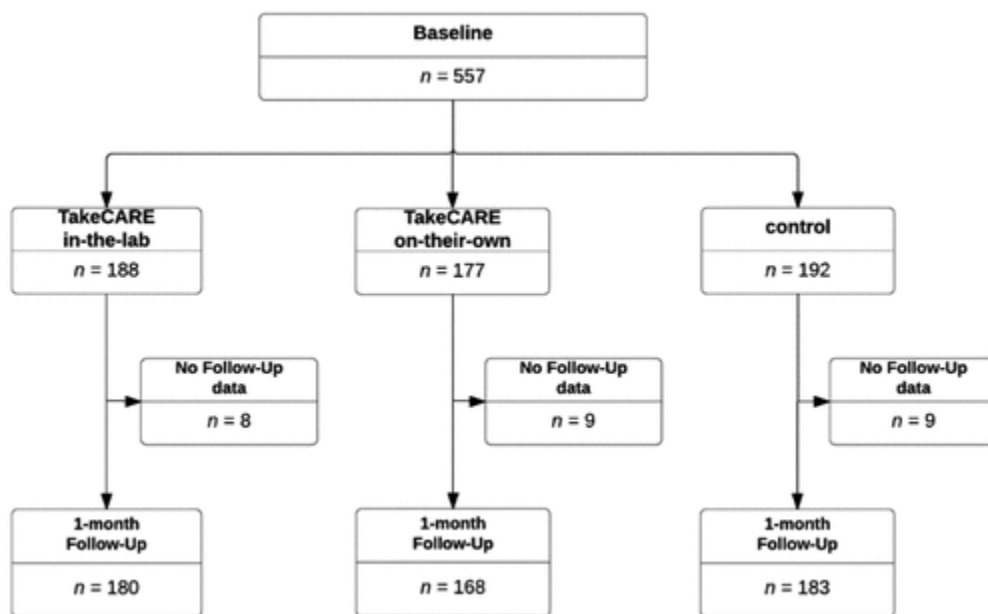 Baseline
n = 557
TakeCARE
in-the-lab
n = 188
TakeCARE
on-their-own
n = 177
control
n = 192
No Follow-Up
data
n = 8
No Follow-Up
data
n = 9
No Follow-Up
data
n = 9
1-month
Follow-Up
n = 180
1-month
Follow-Up
n = 168
1-month
Follow-Up
n = 183